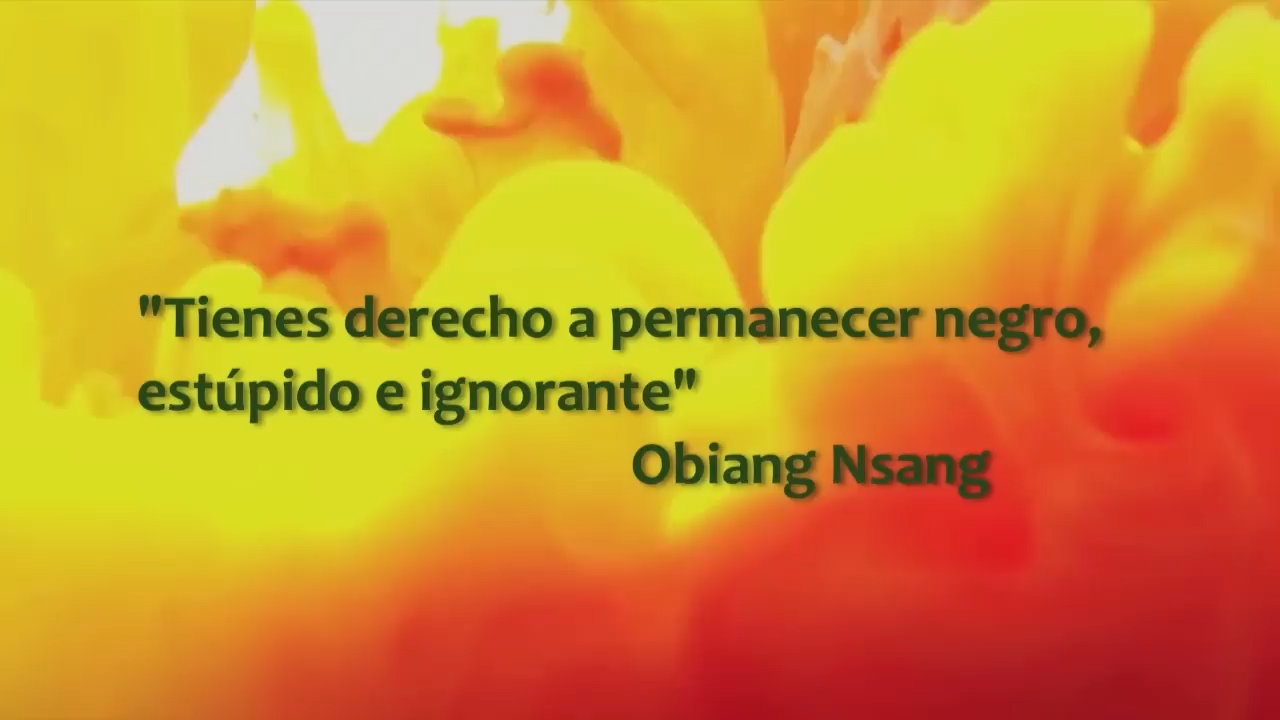 "Tienes derecho a permanecer negro,
estúpido e ignorante"
Obiang Nsang